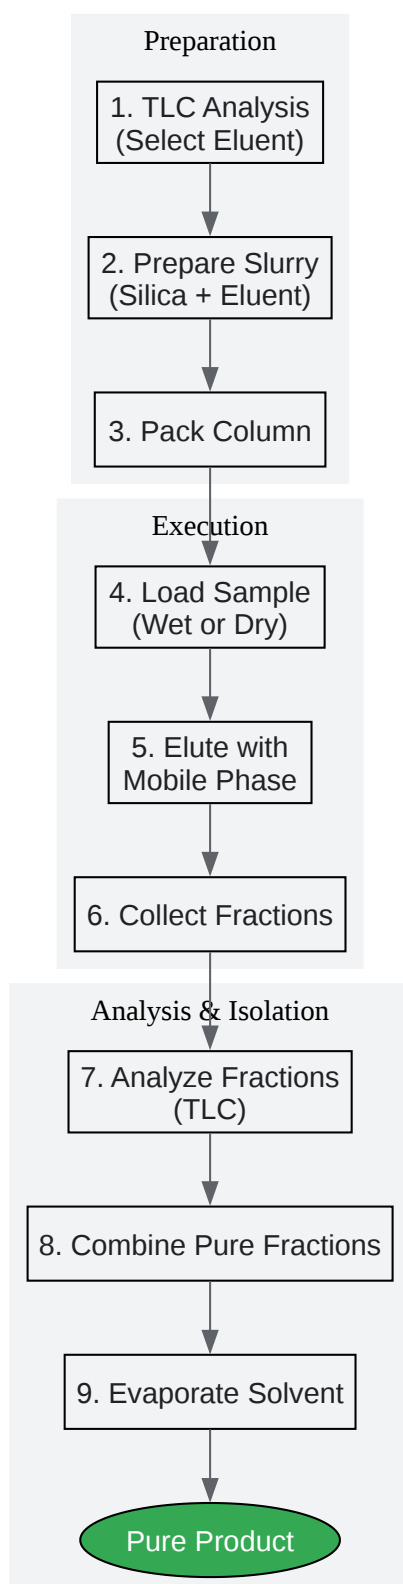 Preparation
1. TLC Analysis
(Select Eluent)
2. Prepare Slurry
(Silica + Eluent)
3. Pack Column
Execution
4. Load Sample
(Wet or Dry)
5. Elute with
Mobile Phase
6. Collect Fractions
Analysis & Isolation
7. Analyze Fractions
(TLC)
8. Combine Pure Fractions
9. Evaporate Solvent
Pure Product